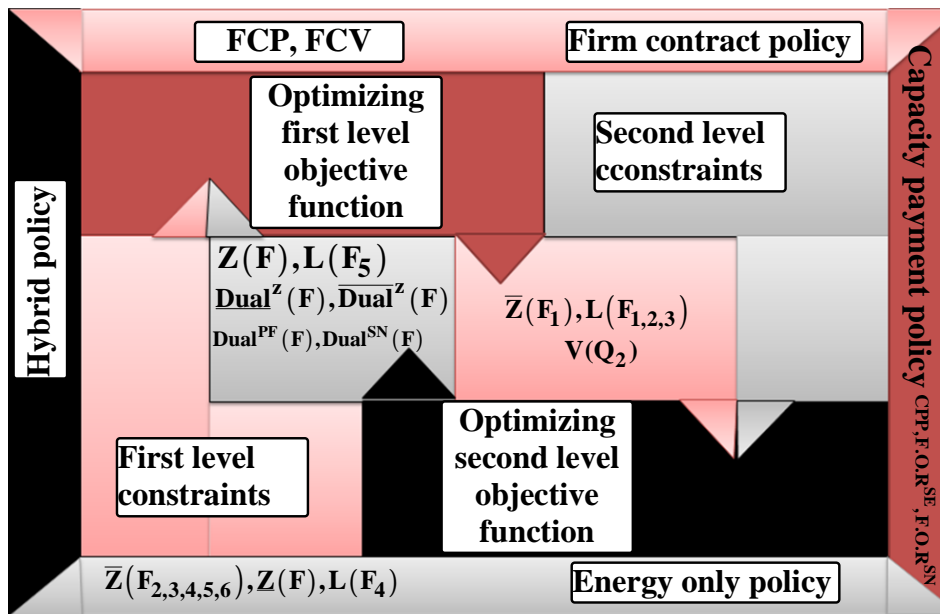 FCP, FCV
Firm contract policy
Optimizing
first level
objective
function
Second level
cconstraints
Hybrid policy
Capacity payment policy CPP,F.O.R^SE,F.O.R^SN
Z(F),L(F₅)
D̲u̲a̲l̲ᶻ(F),D̅u̅a̅l̅ᶻ(F)
Dual^PF(F),Dual^SN(F)
Z̅(F₁),L(F₁,₂,₃)
V(Q₂)
First level
constraints
Optimizing
second level
objective
function
Z̅(F₂,₃,₄,₅,₆),Z̲(F),L(F₄)
Energy only policy